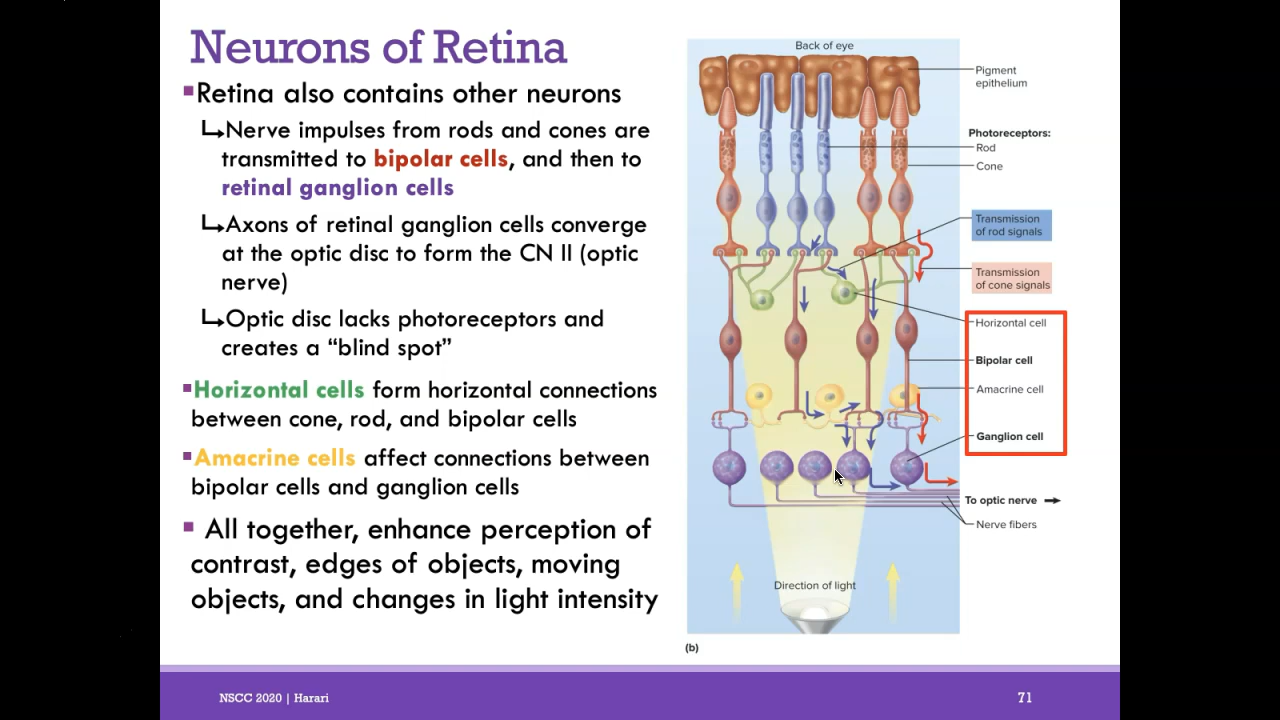 Neurons of Retina
▪Retina also contains other neurons
↳Nerve impulses from rods and cones are
transmitted to bipolar cells, and then to
retinal ganglion cells
↳Axons of retinal ganglion cells converge
at the optic disc to form the CN II (optic
nerve)
↳Optic disc lacks photoreceptors and
creates a “blind spot”
▪Horizontal cells form horizontal connections
between cone, rod, and bipolar cells
▪Amacrine cells affect connections between
bipolar cells and ganglion cells
▪ All together, enhance perception of
contrast, edges of objects, moving
objects, and changes in light intensity
Back of eye
Pigment
epithelium
Photoreceptors:
Rod
Cone
Transmission
of rod signals
Transmission
of cone signals
Horizontal cell
Bipolar cell
Amacrine cell
Ganglion cell
To optic nerve
Nerve fibers
Direction of light
(b)
NSCC 2020 | Harari
71